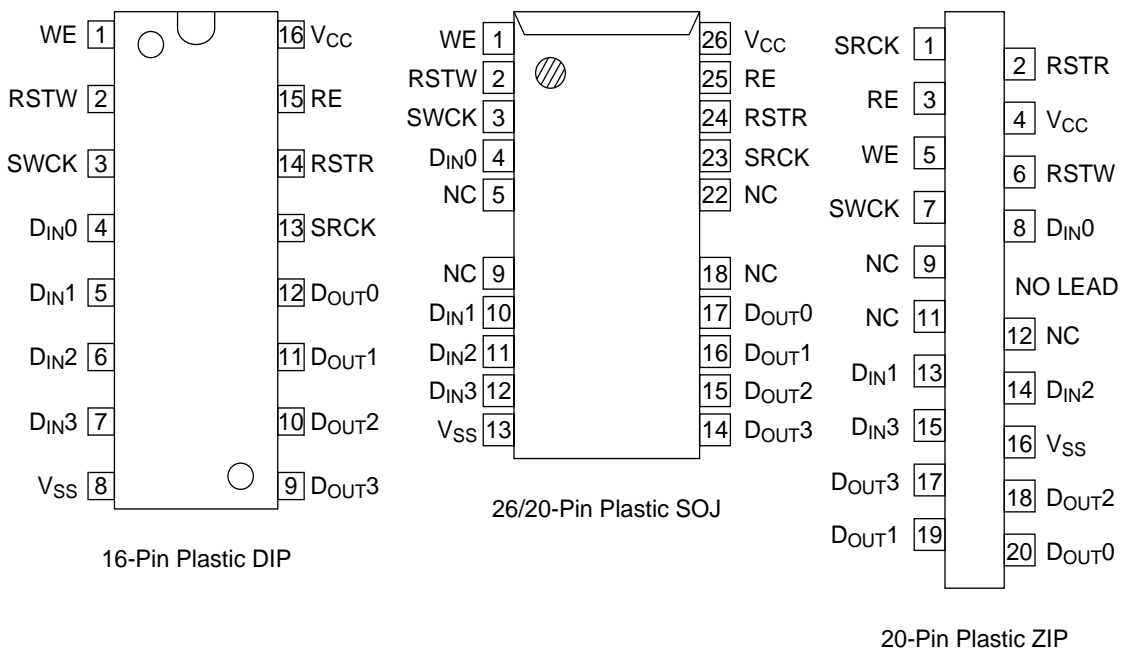 WE 1 16 VCC
RSTW 2 15 RE
SWCK 3 14 RSTR
DIN0 4 13 SRCK
DIN1 5 12 DOUT0
DIN2 6 11 DOUT1
DIN3 7 10 DOUT2
VSS 8 9 DOUT3
16-Pin Plastic DIP
WE 1 26 VCC
RSTW 2 25 RE
SWCK 3 24 RSTR
DIN0 4 23 SRCK
NC 5 22 NC
NC 9 18 NC
DIN1 10 17 DOUT0
DIN2 11 16 DOUT1
DIN3 12 15 DOUT2
VSS 13 14 DOUT3
26/20-Pin Plastic SOJ
SRCK 1
2 RSTR
RE 3
4 VCC
WE 5
6 RSTW
SWCK 7
8 DIN0
NC 9
NO LEAD
NC 11
12 NC
DIN1 13
14 DIN2
DIN3 15
16 VSS
DOUT3 17
18 DOUT2
DOUT1 19
20 DOUT0
20-Pin Plastic ZIP